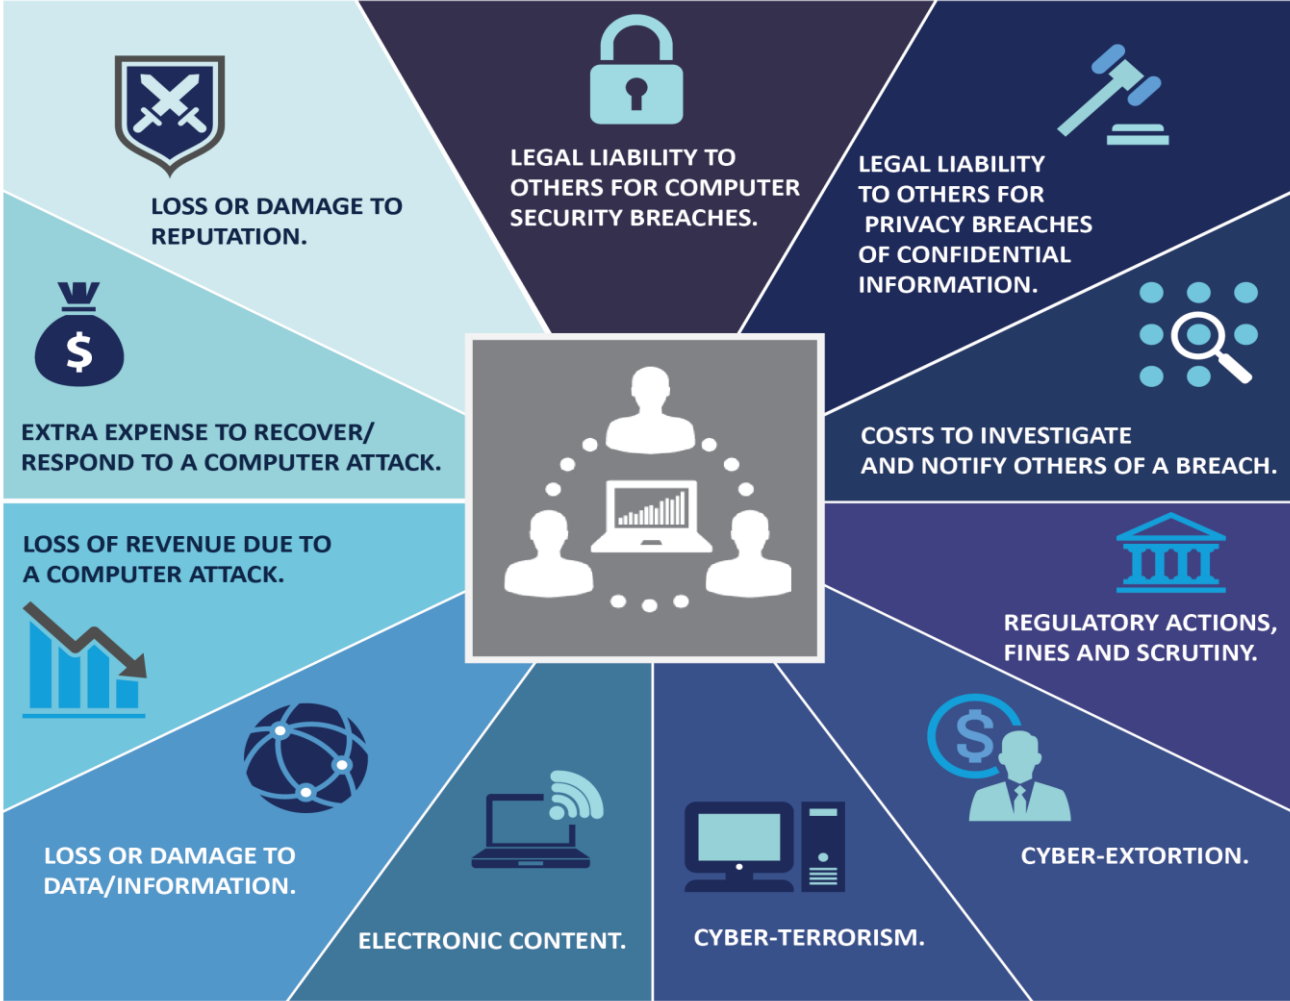 LEGAL LIABILITY TO
OTHERS FOR COMPUTER
SECURITY BREACHES.
LEGAL LIABILITY
TO OTHERS FOR
PRIVACY BREACHES
OF CONFIDENTIAL
INFORMATION.
COSTS TO INVESTIGATE
AND NOTIFY OTHERS OF A BREACH.
REGULATORY ACTIONS,
FINES AND SCRUTINY.
CYBER-EXTORTION.
CYBER-TERRORISM.
ELECTRONIC CONTENT.
LOSS OR DAMAGE TO
DATA/INFORMATION.
LOSS OF REVENUE DUE TO
A COMPUTER ATTACK.
$
EXTRA EXPENSE TO RECOVER/
RESPOND TO A COMPUTER ATTACK.
LOSS OR DAMAGE TO
REPUTATION.
$